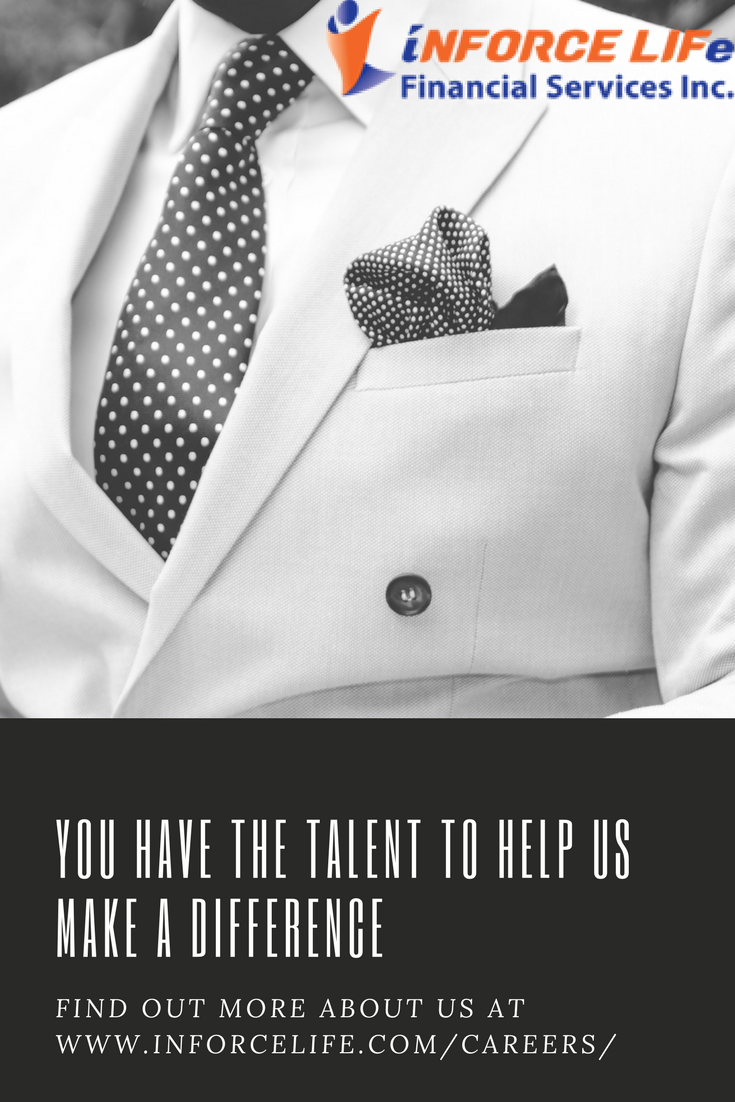 iNFORCE LIFe
Financial Services Inc.
YOU HAVE THE TALENT TO HELP US
MAKE A DIFFERENCE
FIND OUT MORE ABOUT US AT
WWW.INFORCELIFE.COM/CAREERS/